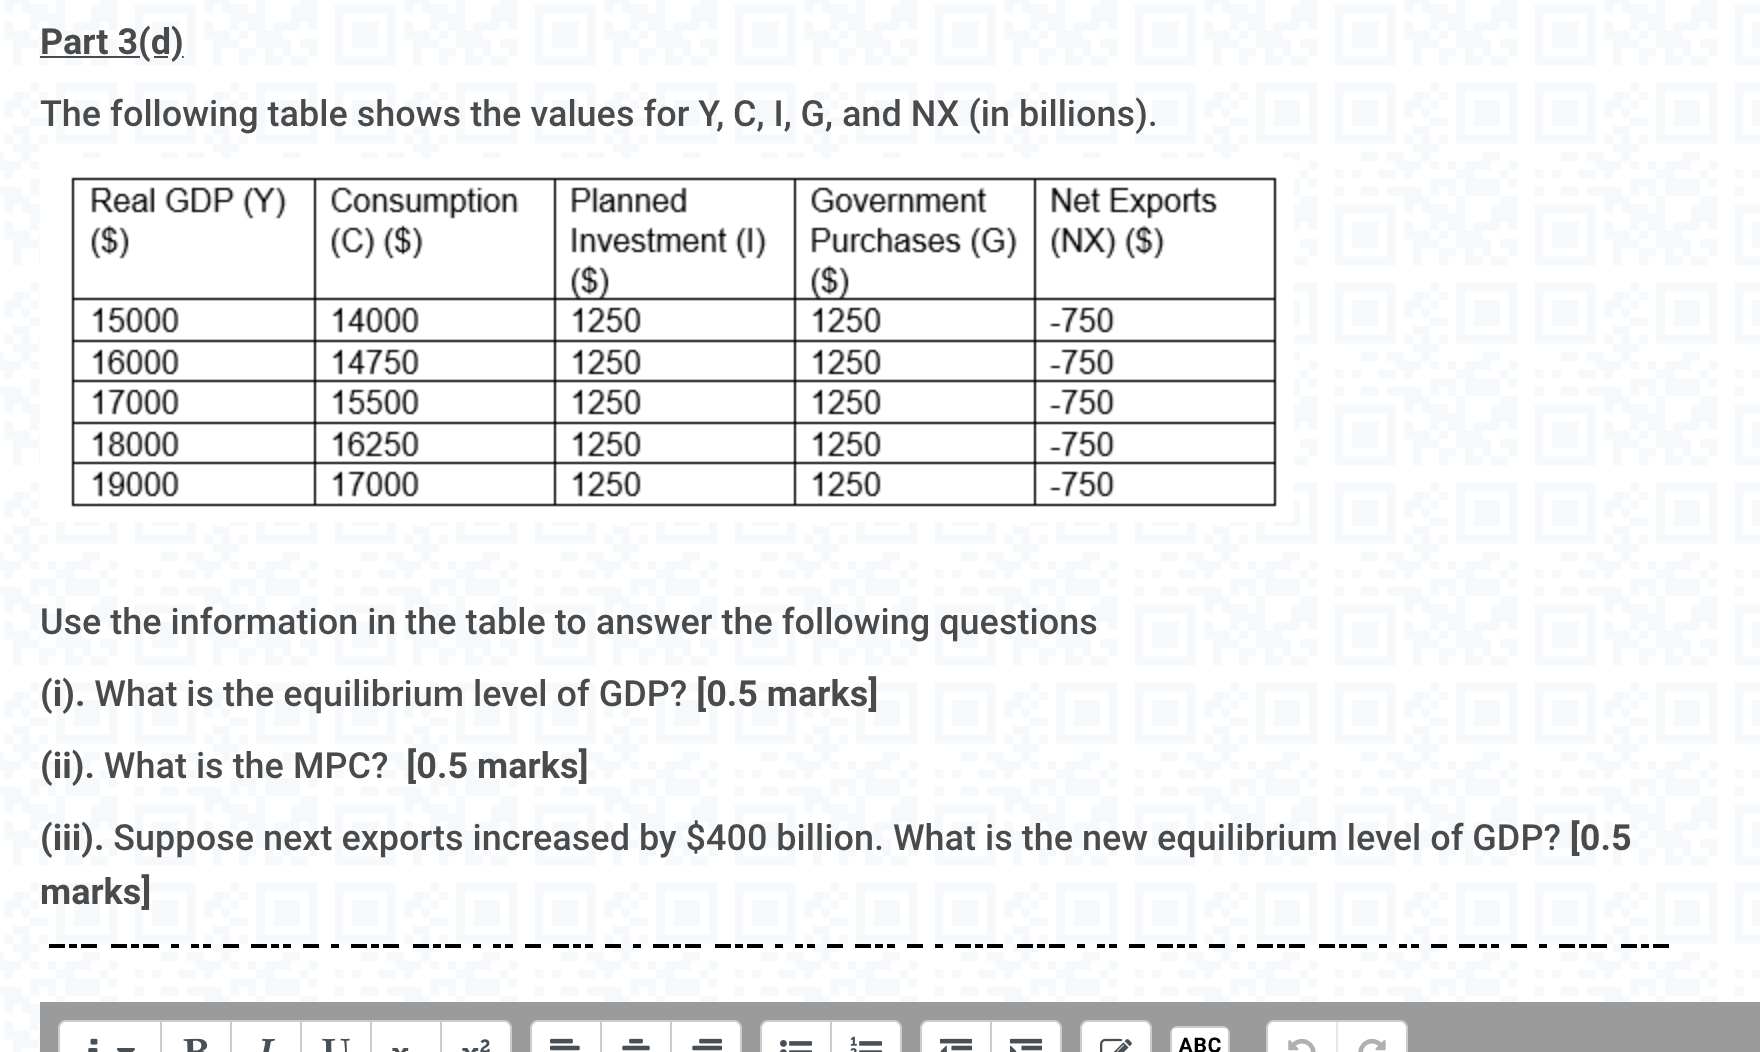 Part 3(d)
The following table shows the values for Y, C, I, G, and NX (in billions).
Real GDP (Y) ($) Consumption (C) ($) Planned Investment (I) ($) Government Purchases (G) ($) Net Exports (NX) ($)
15000 14000 1250 1250 -750
16000 14750 1250 1250 -750
17000 15500 1250 1250 -750
18000 16250 1250 1250 -750
19000 17000 1250 1250 -750
Use the information in the table to answer the following questions
(i). What is the equilibrium level of GDP? [0.5 marks]
(ii). What is the MPC? [0.5 marks]
(iii). Suppose next exports increased by $400 billion. What is the new equilibrium level of GDP? [0.5
marks]
i B I U x x² ABC